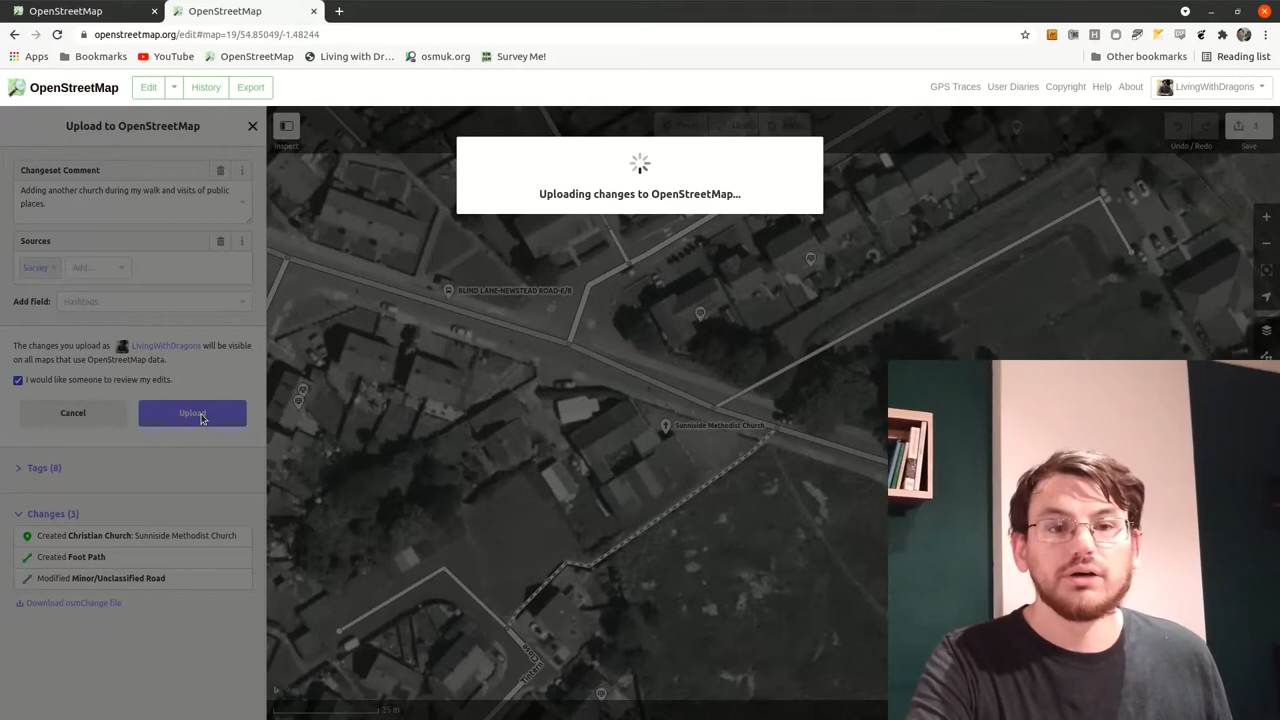 OpenStreetMap
OpenStreetMap
openstreetmap.org/edit#map=19/54.85049/-1.48244
Apps Bookmarks YouTube OpenStreetMap Living with Dr... osmuk.org Survey Me! Other bookmarks Reading list
OpenStreetMap Edit History Export GPS Traces User Diaries Copyright Help About LivingWithDragons
Upload to OpenStreetMap
Inspect
Undo / Redo
3
Save
Uploading changes to OpenStreetMap...
Changeset Comment
Adding another church during my walk and visits of public
places.
Sources
Survey Add...
Add field: Hashtags
The changes you upload as LivingWithDragons will be visible
on all maps that use OpenStreetMap data.
I would like someone to review my edits.
Cancel Upload
Tags (8)
Changes (3)
Created Christian Church: Sunniside Methodist Church
Created Foot Path
Modified Minor/Unclassified Road
Download osmChange file
BLIND LANE-NEWSTEAD ROAD-E/B
Sunniside Methodist Church
Tintern
Close
25 m